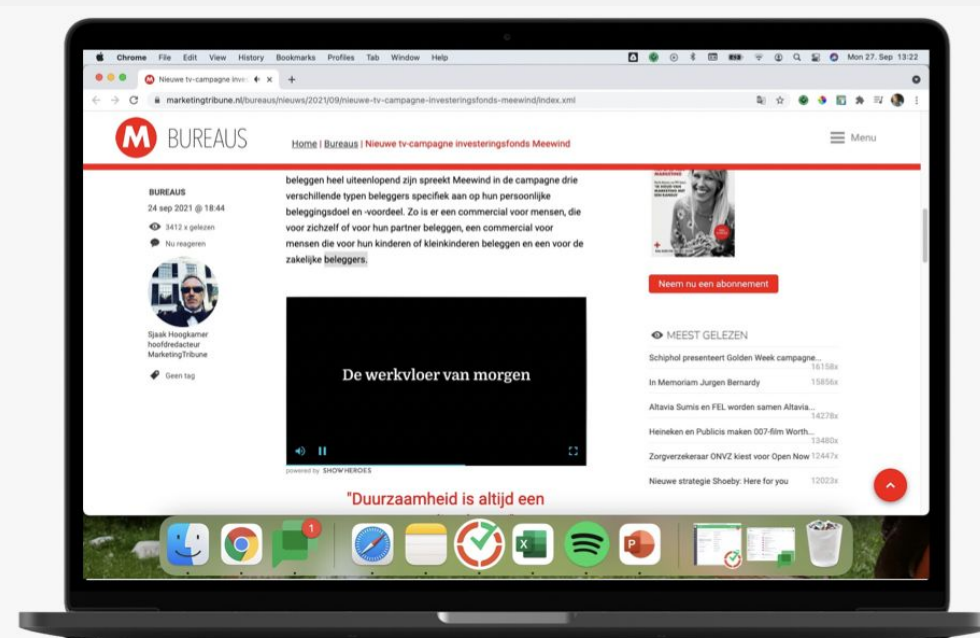 Chrome File Edit View History Bookmarks Profiles Tab Window Help
Mon 27. Sep 13:22
Nieuwe tv-campagne inve
marketingtribune.nl/bureaus/nieuws/2021/09/nieuwe-tv-campagne-investeringsfonds-meewind/index.xml
M BUREAUS
Home | Bureaus | Nieuwe tv-campagne investeringsfonds Meewind
Menu
BUREAUS
24 sep 2021 @ 18:44
3412 x gelezen
Nu reageren
Sjaak Hoogkamer
hoofdredacteur
MarketingTribune
Geen tag
beleggen heel uiteenlopend zijn spreekt Meewind in de campagne drie
verschillende typen beleggers specifiek aan op hun persoonlijke
beleggingsdoel en -voordeel. Zo is er een commercial voor mensen, die
voor zichzelf of voor hun partner beleggen, een commercial voor
mensen die voor hun kinderen of kleinkinderen beleggen en een voor de
zakelijke beleggers.
De werkvloer van morgen
powered by SHOWHEROES
"Duurzaamheid is altijd een
MARKETING
Neem nu een abonnement
MEEST GELEZEN
Schiphol presenteert Golden Week campagne...
16158x
In Memoriam Jurgen Bernardy 15856x
Altavia Sumis en FEL worden samen Altavia...
14278x
Heineken en Publicis maken 007-film Worth...
13480x
Zorgverzekeraar ONVZ kiest voor Open Now 12447x
Nieuwe strategie Shoeby: Here for you 12023x
1
X
P